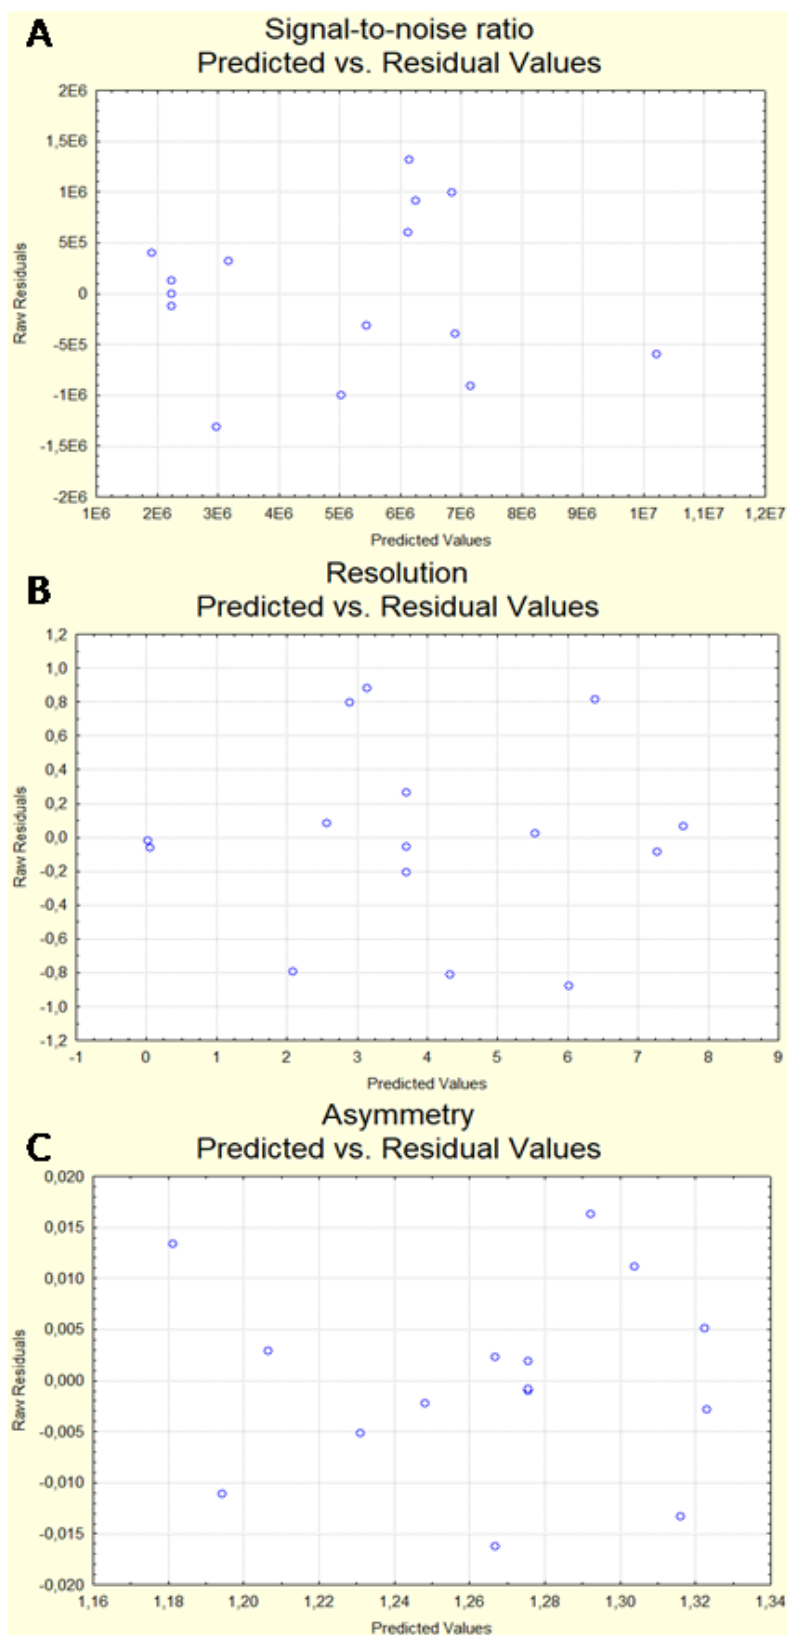 A
Signal-to-noise ratio
Predicted vs. Residual Values
2E6
1,5E6
1E6
5E5
0
-5E5
-1E6
-1,5E6
-2E6
Raw Residuals
1E6 2E6 3E6 4E6 5E6 6E6 7E6 8E6 9E6 1E7 1,1E7 1,2E7
Predicted Values
B
Resolution
Predicted vs. Residual Values
1,2
1,0
0,8
0,6
0,4
0,2
0,0
-0,2
-0,4
-0,6
-0,8
-1,0
-1,2
Raw Residuals
-1 0 1 2 3 4 5 6 7 8 9
Predicted Values
C
Asymmetry
Predicted vs. Residual Values
0,020
0,015
0,010
0,005
0,000
-0,005
-0,010
-0,015
-0,020
Raw Residuals
1,16 1,18 1,20 1,22 1,24 1,26 1,28 1,30 1,32 1,34
Predicted Values